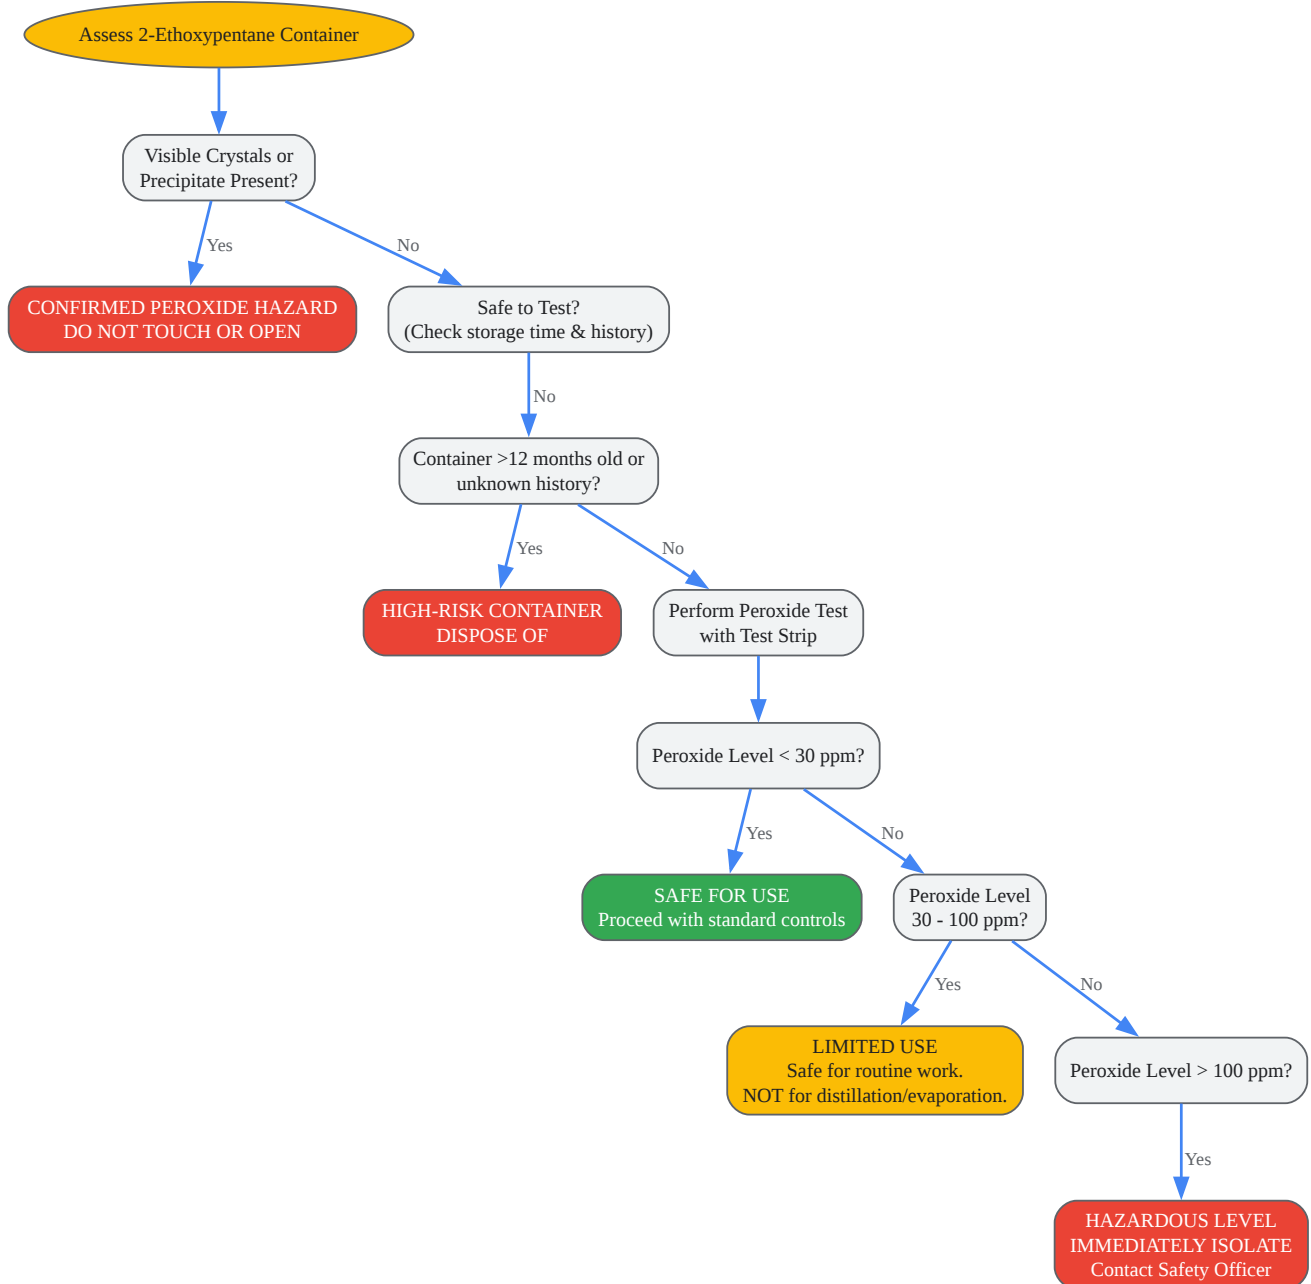 Assess 2-Ethoxypentane Container
Visible Crystals or
Precipitate Present?
Yes
No
CONFIRMED PEROXIDE HAZARD
DO NOT TOUCH OR OPEN
Safe to Test?
(Check storage time & history)
No
Container >12 months old or
unknown history?
Yes
No
HIGH-RISK CONTAINER
DISPOSE OF
Perform Peroxide Test
with Test Strip
Peroxide Level < 30 ppm?
Yes
No
SAFE FOR USE
Proceed with standard controls
Peroxide Level
30 - 100 ppm?
Yes
No
LIMITED USE
Safe for routine work.
NOT for distillation/evaporation.
Peroxide Level > 100 ppm?
Yes
HAZARDOUS LEVEL
IMMEDIATELY ISOLATE
Contact Safety Officer